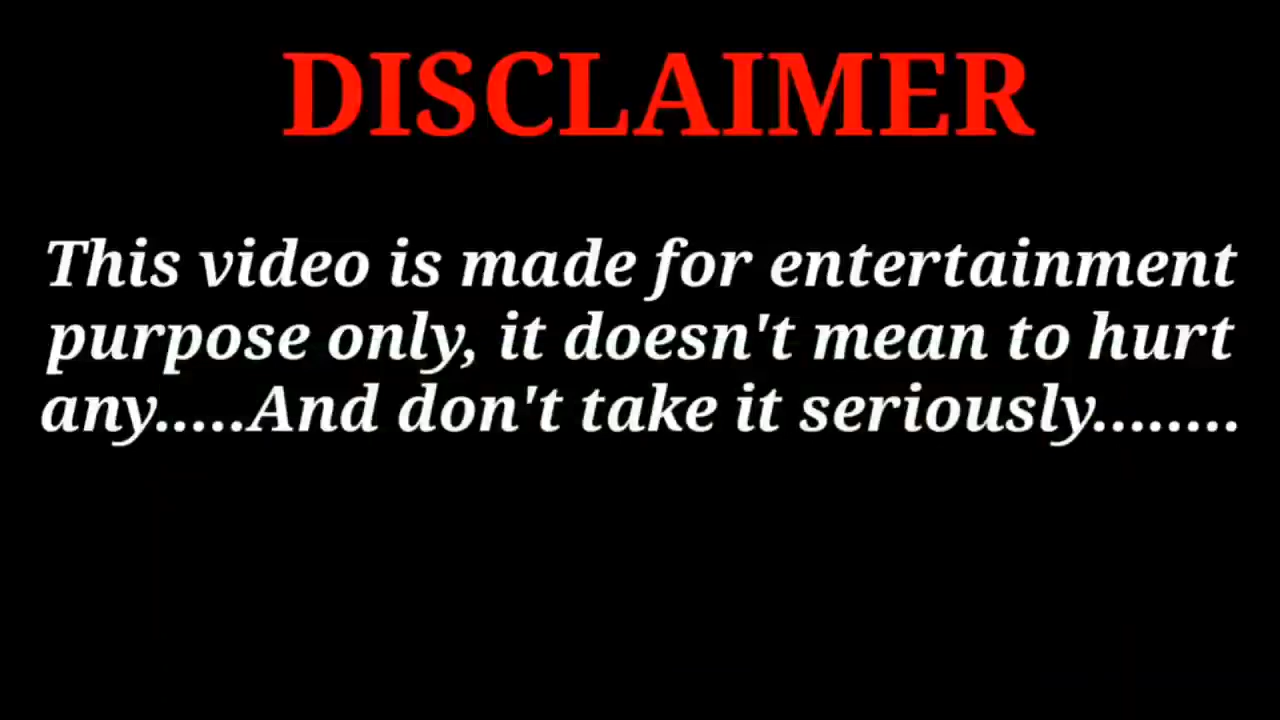 DISCLAIMER
This video is made for entertainment
purpose only, it doesn't mean to hurt
any.....And don't take it seriously........